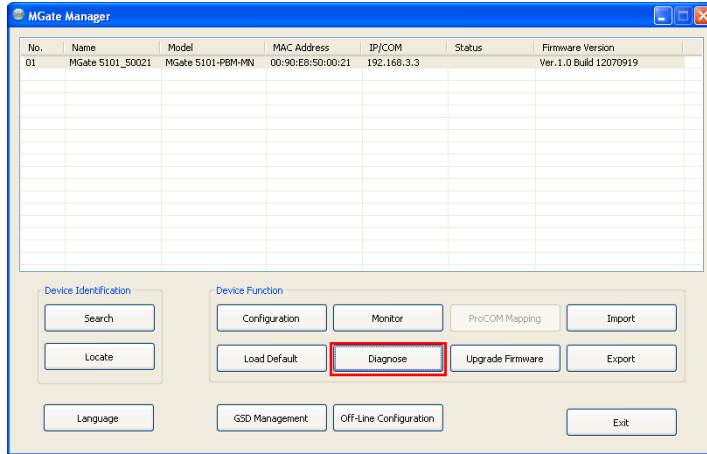 MGate Manager
No. Name Model MAC Address IP/COM Status Firmware Version
01 MGate 5101_50021 MGate 5101-PBM-MN 00:90:E8:50:00:21 192.168.3.3 Ver.1.0 Build 12070919
Device Identification Device Function
Search Configuration Monitor ProCOM Mapping Import
Locate Load Default Diagnose Upgrade Firmware Export
Language GSD Management Off-Line Configuration Exit